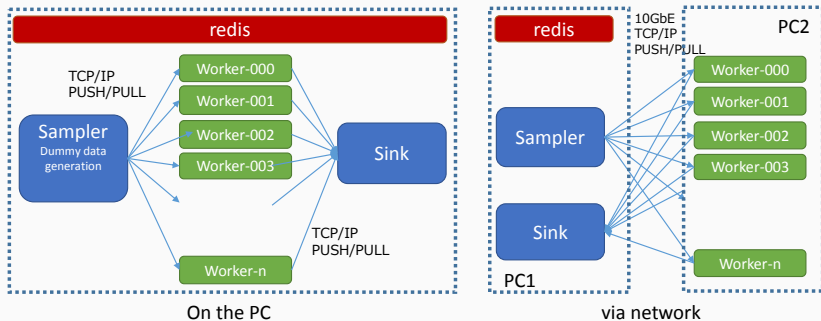 redis
TCP/IP
PUSH/PULL
Worker-000
Worker-001
Worker-002
Worker-003
Worker-n
Sampler
Dummy data
generation
Sink
TCP/IP
PUSH/PULL
On the PC
redis
10GbE
TCP/IP
PUSH/PULL
PC2
Worker-000
Worker-001
Worker-002
Worker-003
Worker-n
Sampler
Sink
PC1
via network